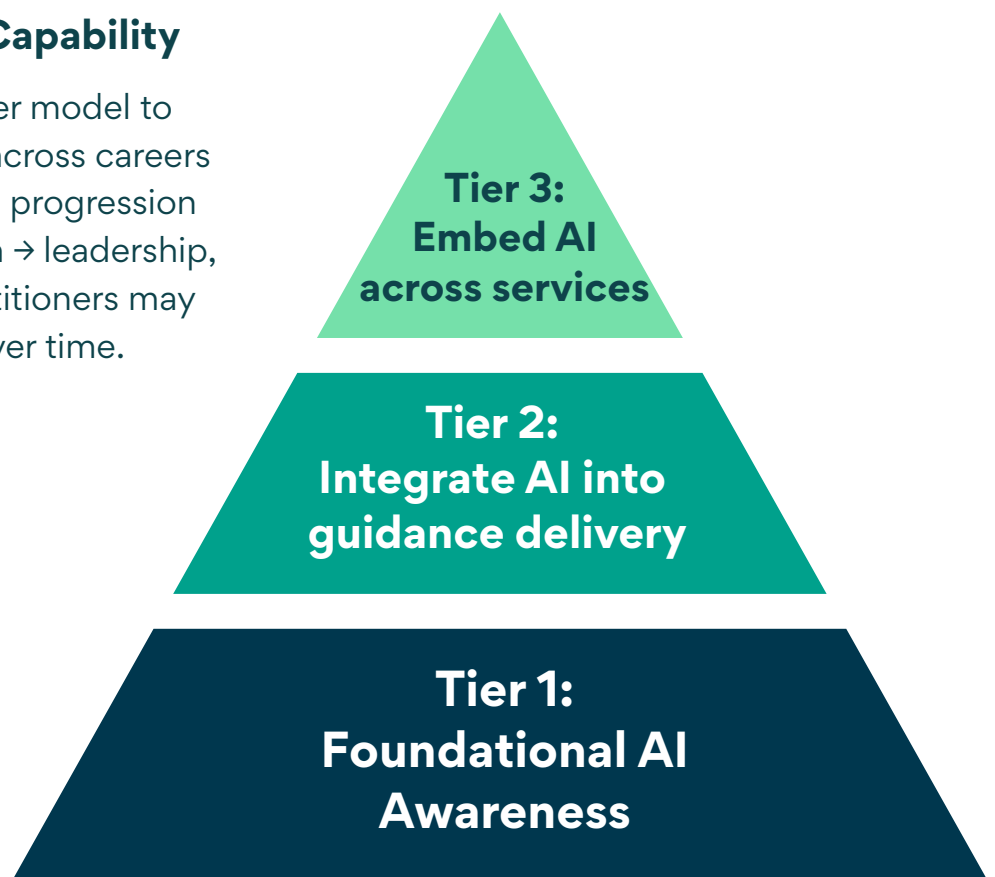 Capability
er model to
across careers
progression
→ leadership,
titioners may
ver time.
Tier 3:
Embed AI
across services
Tier 2:
Integrate AI into
guidance delivery
Tier 1:
Foundational AI
Awareness